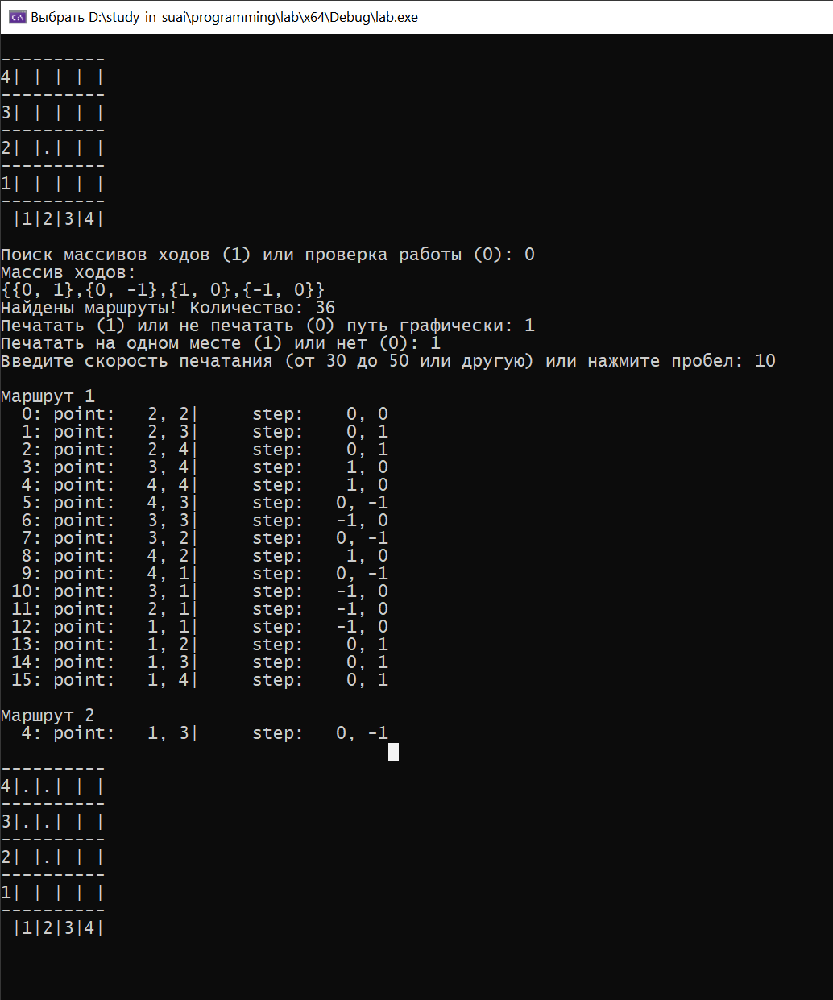 Выбрать D:\study_in_suai\programming\lab\x64\Debug\lab.exe
----------
4| | | | |
----------
3| | | | |
----------
2| |.| | |
----------
1| | | | |
----------
 |1|2|3|4|
Поиск массивов ходов (1) или проверка работы (0): 0
Массив ходов:
{{0, 1},{0, -1},{1, 0},{-1, 0}}
Найдены маршруты! Количество: 36
Печатать (1) или не печатать (0) путь графически: 1
Печатать на одном месте (1) или нет (0): 1
Введите скорость печатания (от 30 до 50 или другую) или нажмите пробел: 10
Маршрут 1
  0: point:   2, 2|     step:    0, 0
  1: point:   2, 3|     step:    0, 1
  2: point:   2, 4|     step:    0, 1
  3: point:   3, 4|     step:    1, 0
  4: point:   4, 4|     step:    1, 0
  5: point:   4, 3|     step:   0, -1
  6: point:   3, 3|     step:   -1, 0
  7: point:   3, 2|     step:   0, -1
  8: point:   4, 2|     step:    1, 0
  9: point:   4, 1|     step:   0, -1
 10: point:   3, 1|     step:   -1, 0
 11: point:   2, 1|     step:   -1, 0
 12: point:   1, 1|     step:   -1, 0
 13: point:   1, 2|     step:    0, 1
 14: point:   1, 3|     step:    0, 1
 15: point:   1, 4|     step:    0, 1
Маршрут 2
  4: point:   1, 3|     step:   0, -1
----------
4|.|.| | |
----------
3|.|.| | |
----------
2| |.| | |
----------
1| | | | |
----------
 |1|2|3|4|